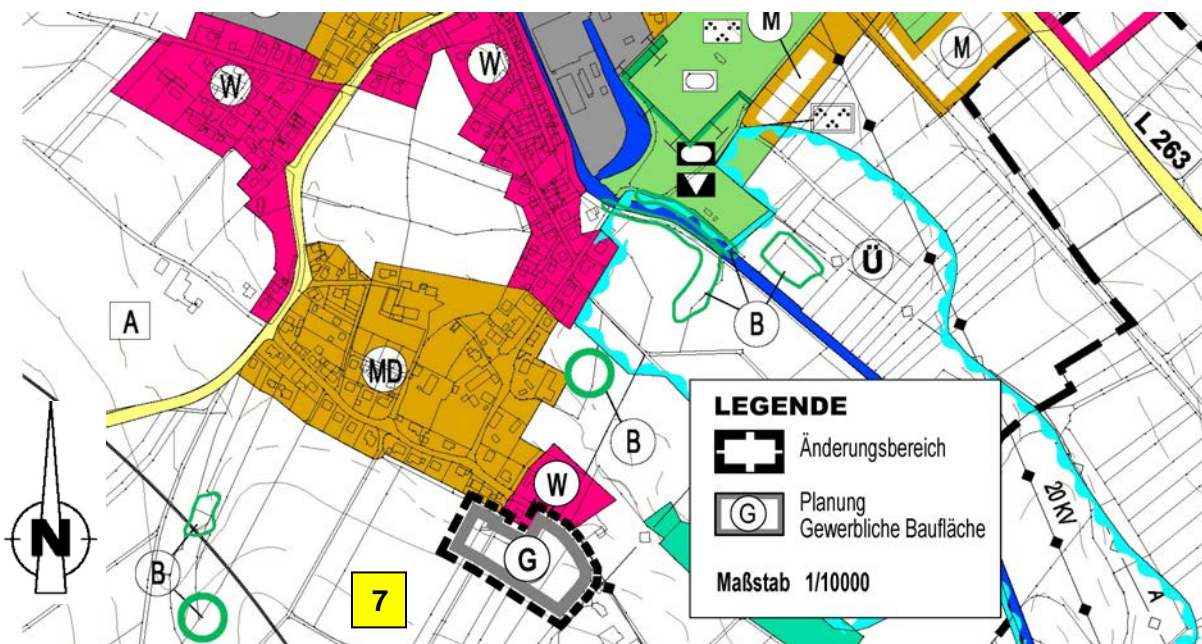 M
W
W
M
L 263
Ü
A
B
MD
B
W
G
B
N
7
LEGENDE
Änderungsbereich
G
Planung
Gewerbliche Baufläche
Maßstab 1/10000
20 KV
A